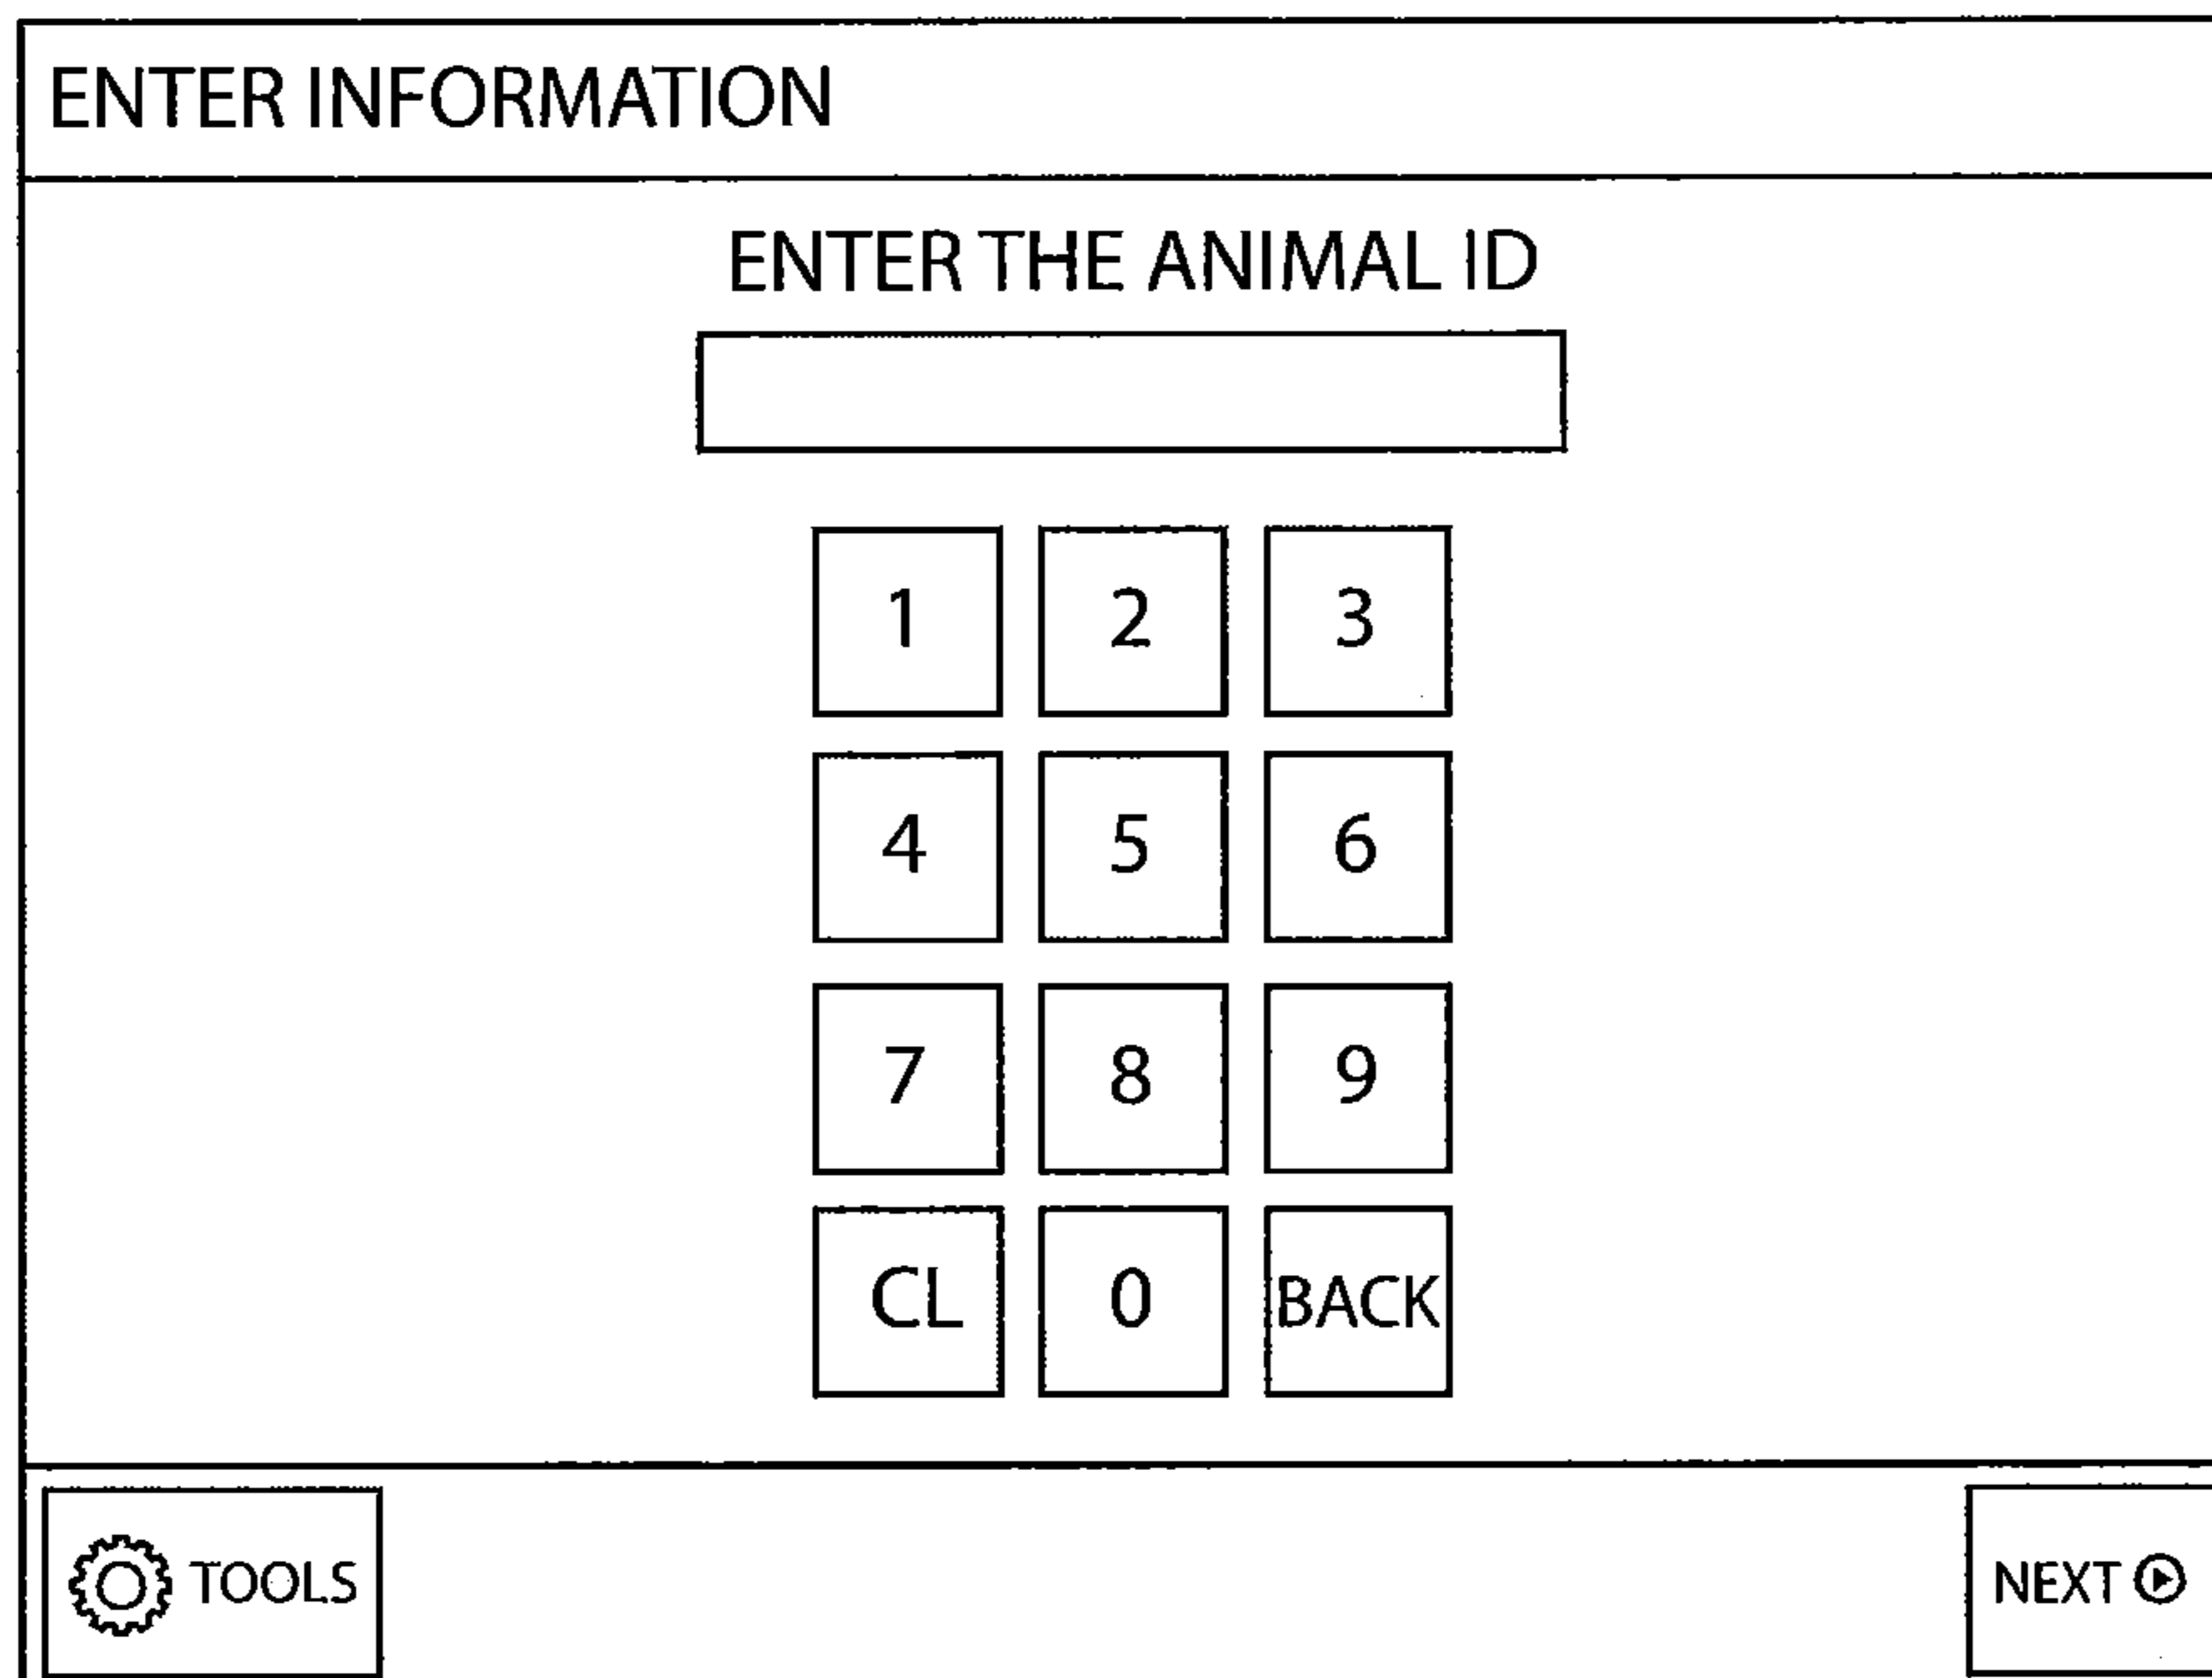 ENTER INFORMATION
ENTER THE ANIMAL ID
1 2 3
4 5 6
7 8 9
CL 0 BACK
TOOLS NEXT